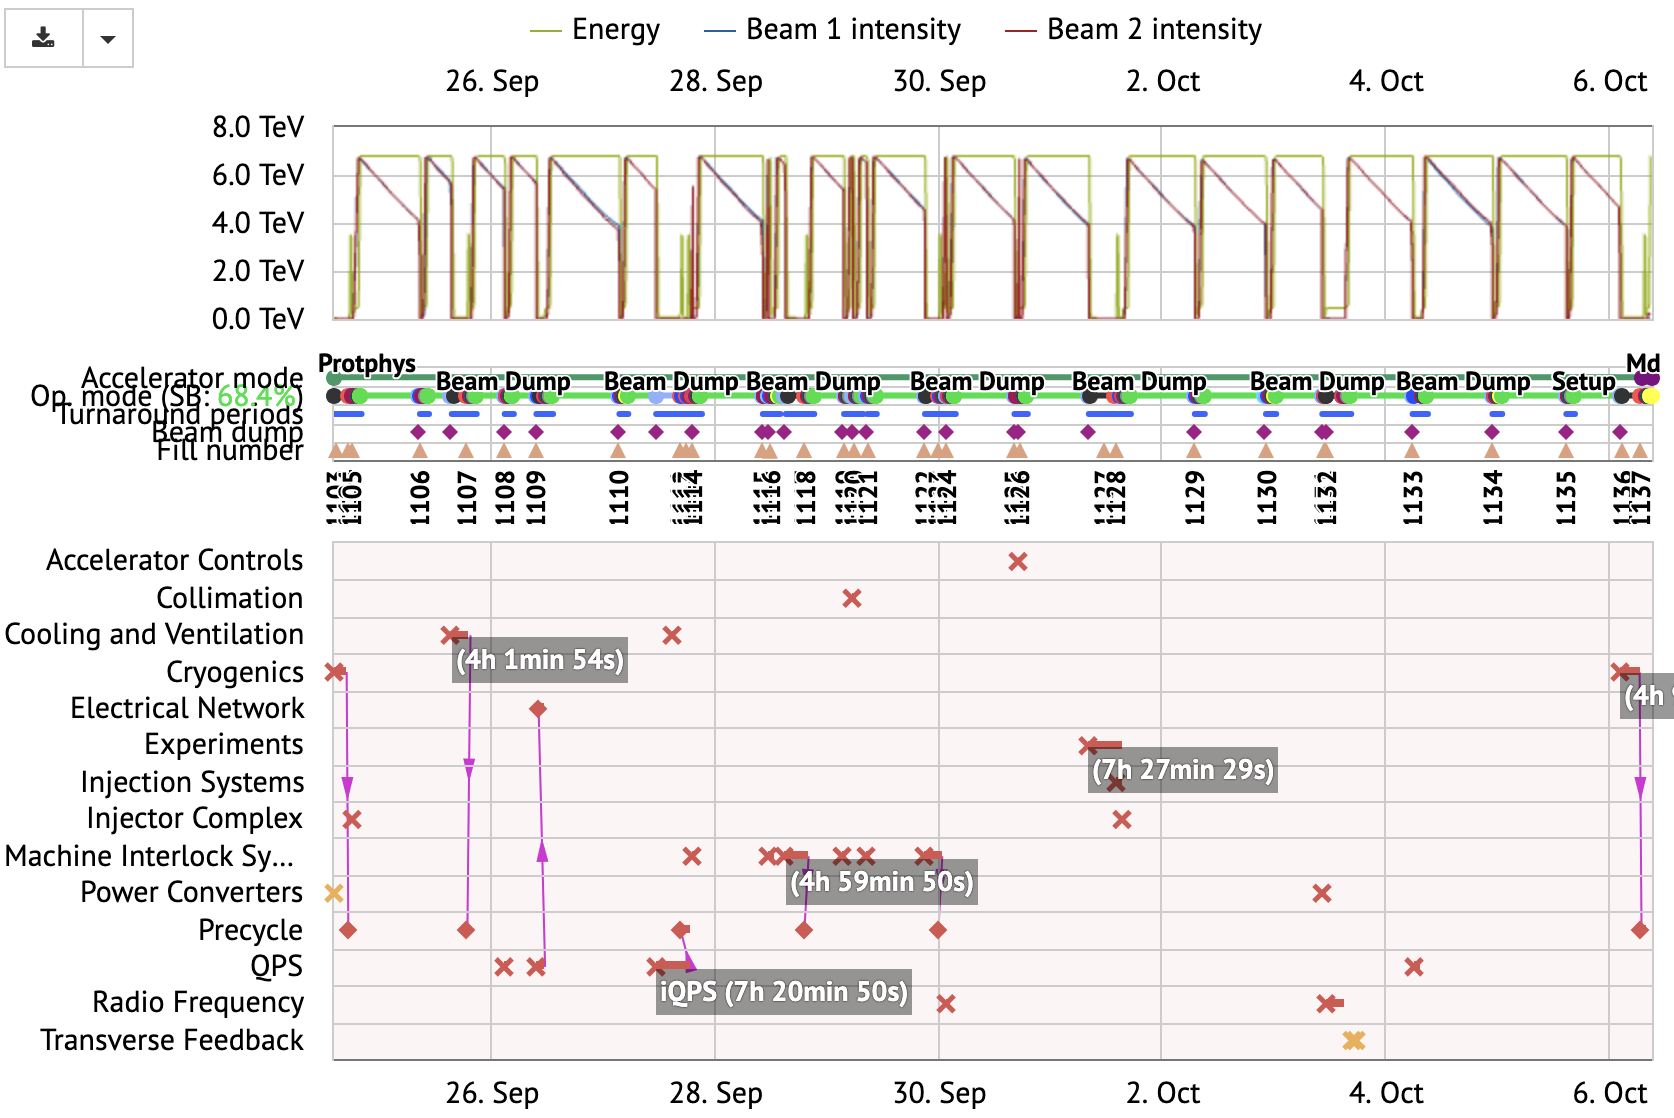 Energy Beam 1 intensity Beam 2 intensity
26. Sep 28. Sep 30. Sep 2. Oct 4. Oct 6. Oct
8.0 TeV
6.0 TeV
4.0 TeV
2.0 TeV
0.0 TeV
Protphys Md
Accelerator mode
Beam Dump Beam Dump Beam Dump Beam Dump Beam Dump Beam Dump Beam Dump Setup
Op. mode (SB: 68.4%)
Turnaround periods
Beam dump
Fill number
1105 1106 1107 1108 1109 1110 1114 1116 1118 1121 1124 1126 1128 1129 1130 1132 1133 1134 1135 1136 1137
Accelerator Controls
Collimation
Cooling and Ventilation
(4h 1min 54s)
Cryogenics
(4h
Electrical Network
Experiments
(7h 27min 29s)
Injection Systems
Injector Complex
Machine Interlock Sy...
(4h 59min 50s)
Power Converters
Precycle
QPS
iQPS (7h 20min 50s)
Radio Frequency
Transverse Feedback
26. Sep 28. Sep 30. Sep 2. Oct 4. Oct 6. Oct